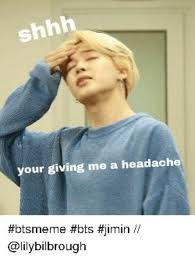 shhh
your giving me a headache
#btsmeme #bts #jimin //
@lilybilbrough